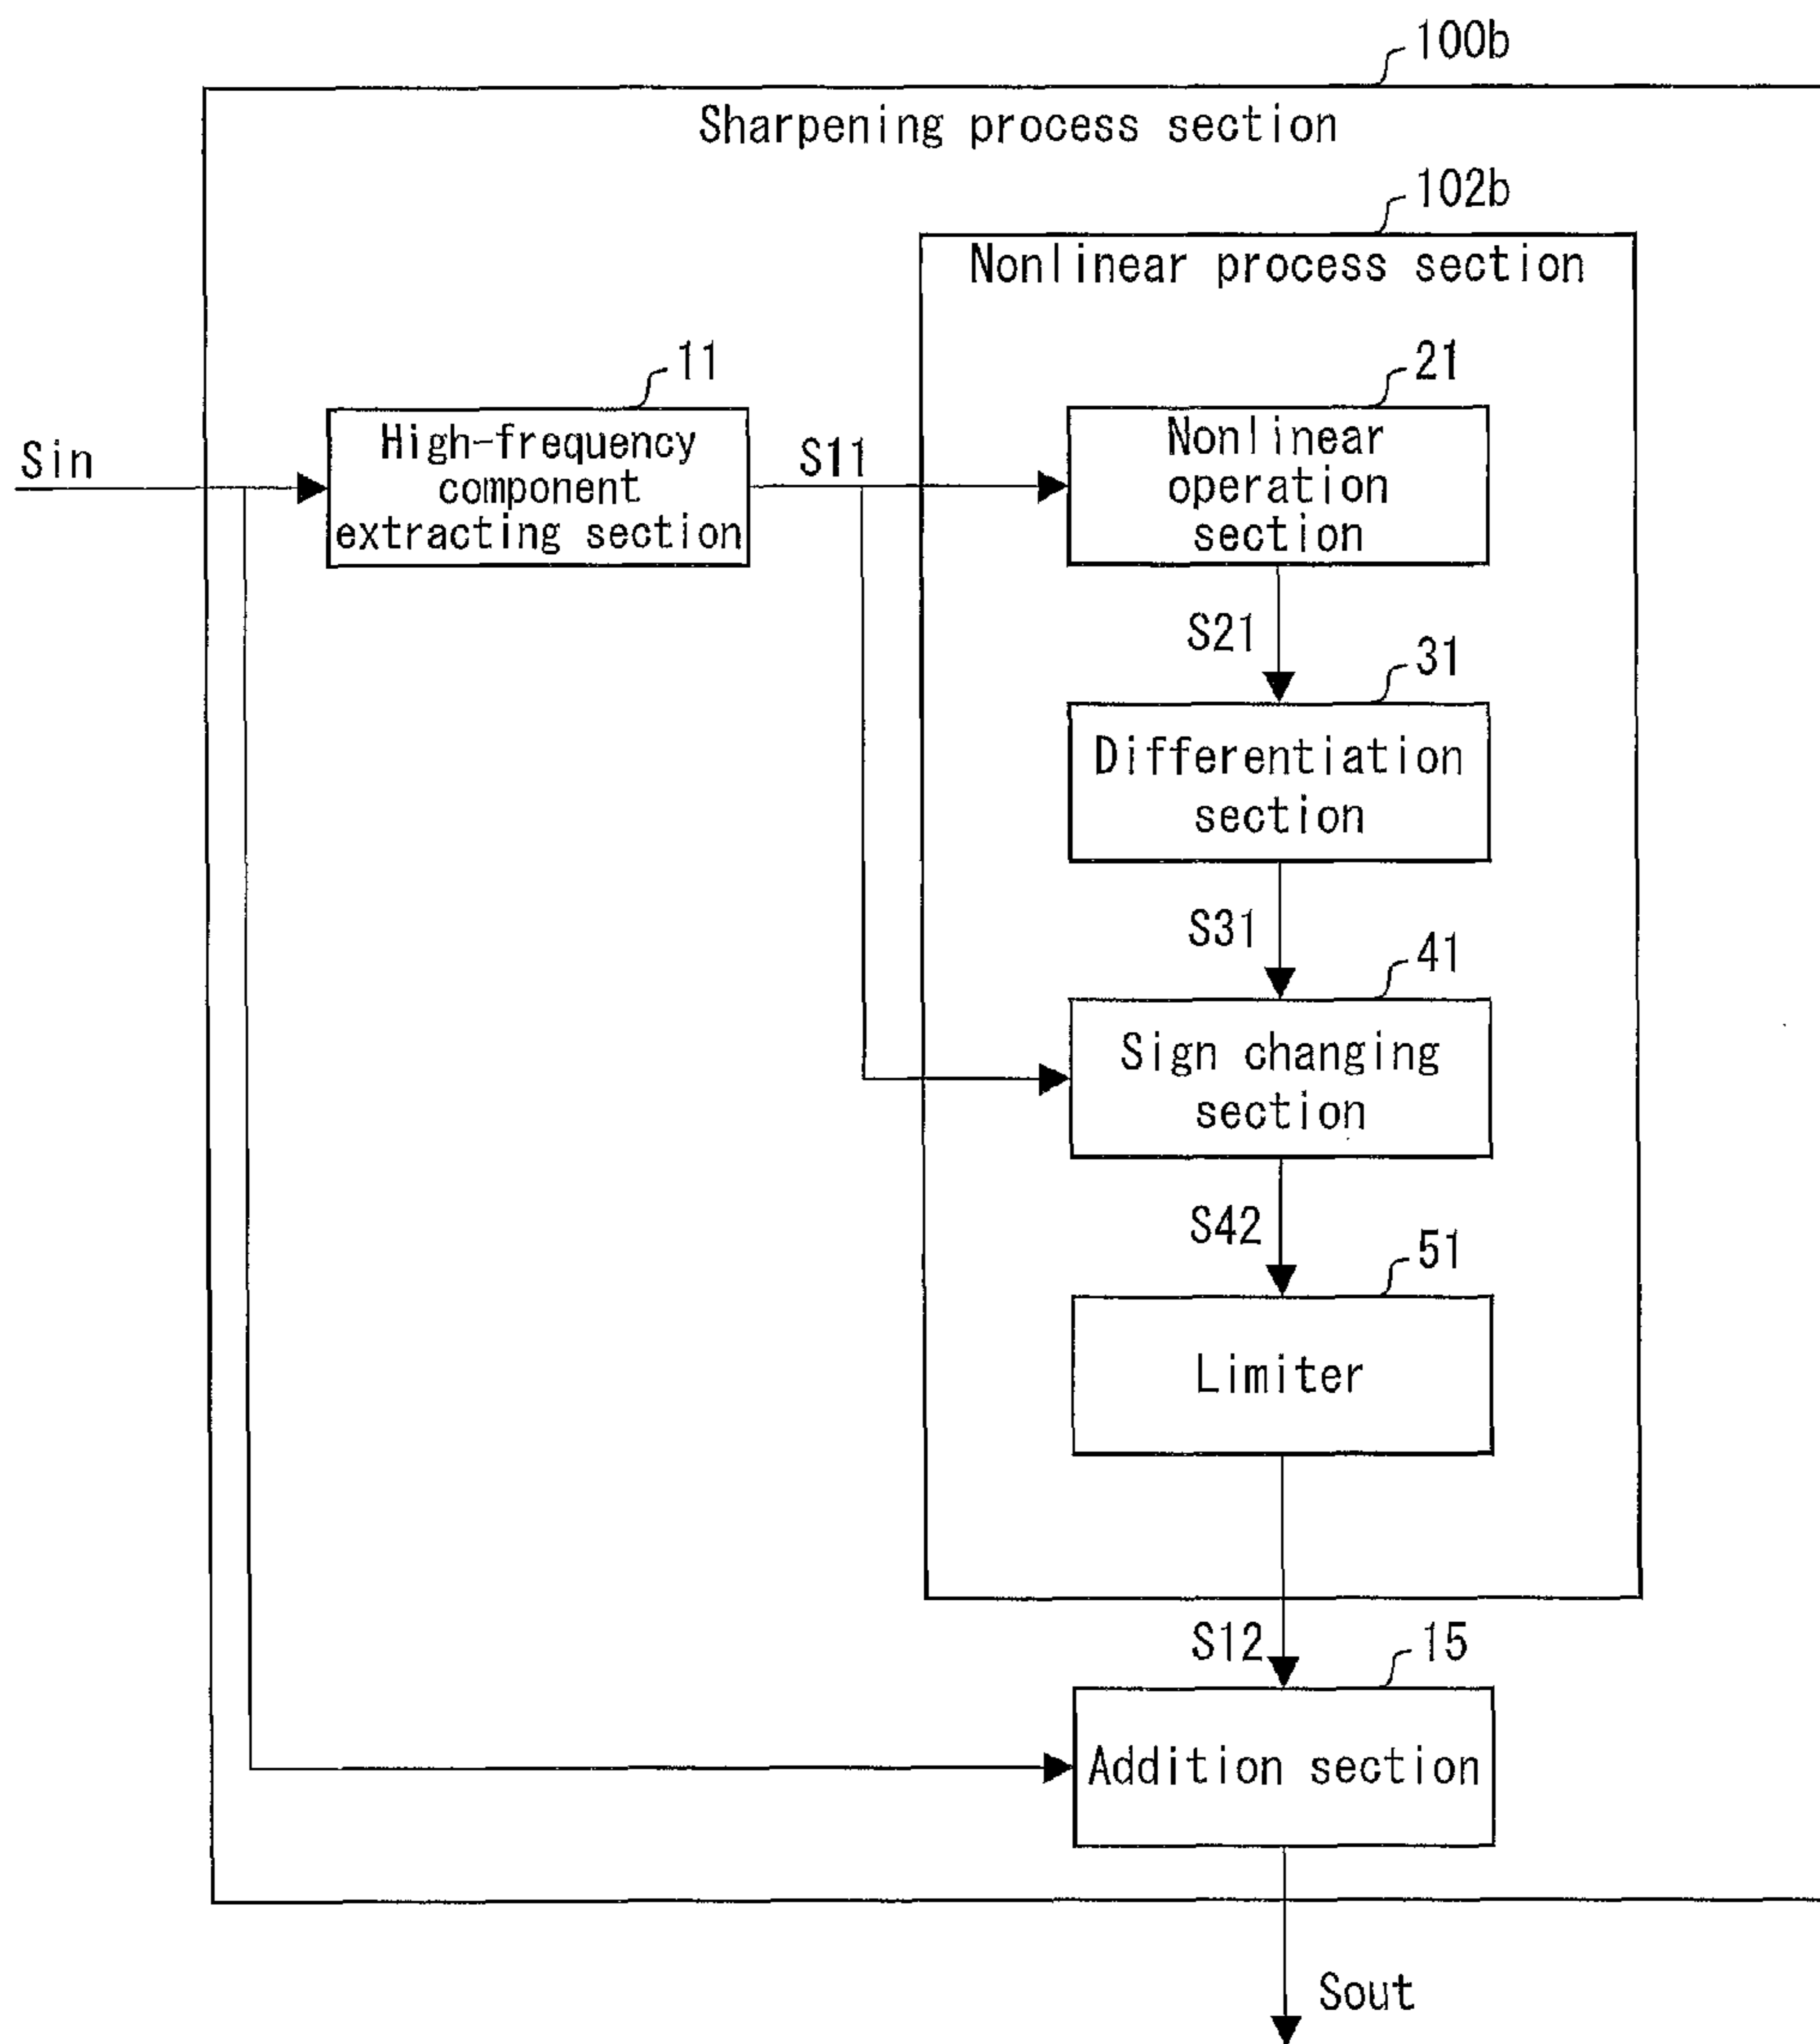 100b
Sharpening process section
102b
Nonlinear process section
11
21
High-frequency
component
extracting section
Nonlinear
operation
section
Sin
S11
S21
31
Differentiation
section
S31
41
Sign changing
section
S42
51
Limiter
S12
15
Addition section
Sout